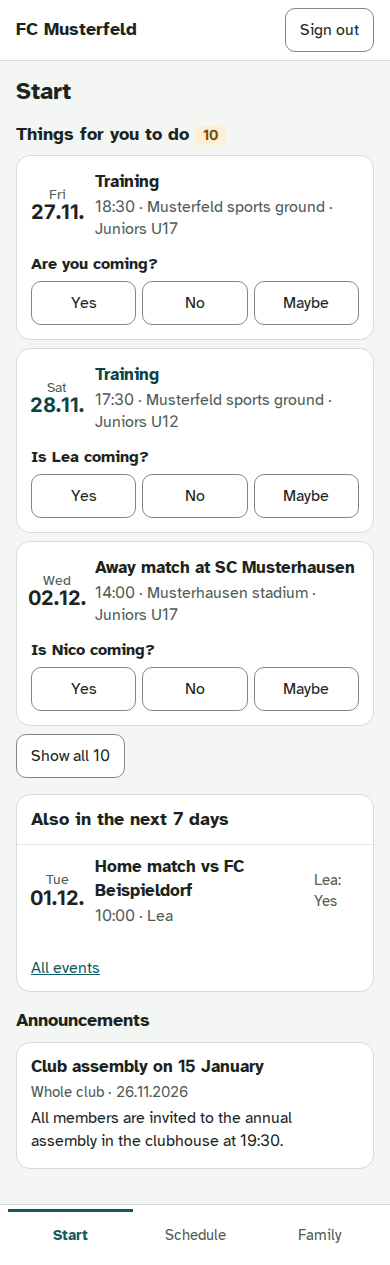 FC Musterfeld
Sign out
Start
Things for you to do 10
Fri
27.11.
Training
18:30 · Musterfeld sports ground ·
Juniors U17
Are you coming?
Yes
No
Maybe
Sat
28.11.
Training
17:30 · Musterfeld sports ground ·
Juniors U12
Is Lea coming?
Yes
No
Maybe
Wed
02.12.
Away match at SC Musterhausen
14:00 · Musterhausen stadium ·
Juniors U17
Is Nico coming?
Yes
No
Maybe
Show all 10
Also in the next 7 days
Tue
01.12.
Home match vs FC
Beispieldorf
10:00 · Lea
Lea:
Yes
All events
Announcements
Club assembly on 15 January
Whole club · 26.11.2026
All members are invited to the annual
assembly in the clubhouse at 19:30.
Start
Schedule
Family